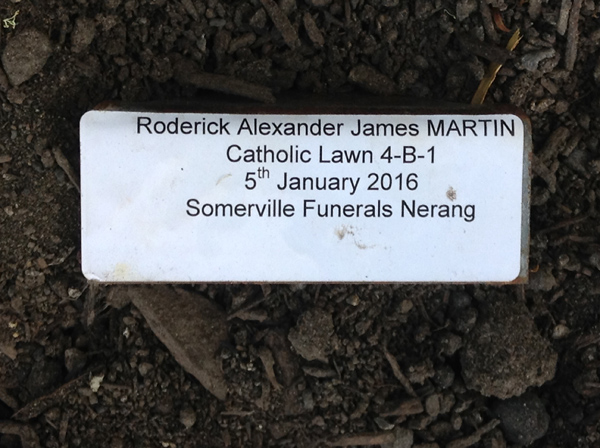 Roderick Alexander James MARTIN
Catholic Lawn 4-B-1
5th January 2016
Somerville Funerals Nerang